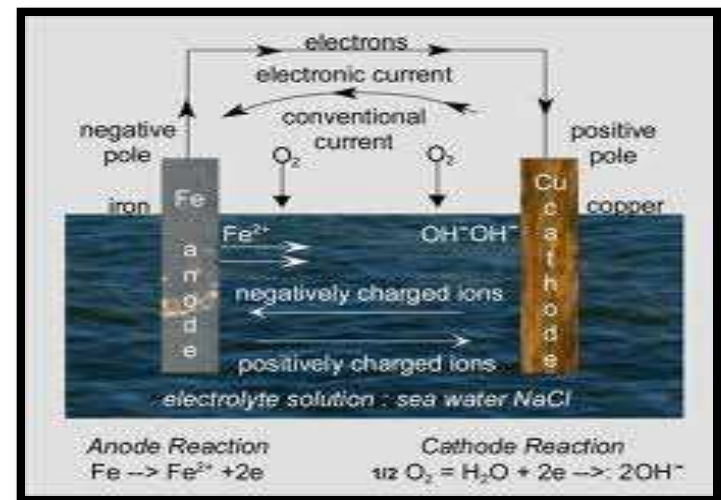 electrons
electronic current
conventional current
negative pole
positive pole
O₂
O₂
iron
Fe
anode
Cu
cathode
copper
Fe²⁺
OH⁻OH⁻
negatively charged ions
positively charged ions
electrolyte solution : sea water NaCl
Anode Reaction
Fe --> Fe²⁺ +2e
Cathode Reaction
1/2 O₂ = H₂O + 2e -->: 2OH⁻